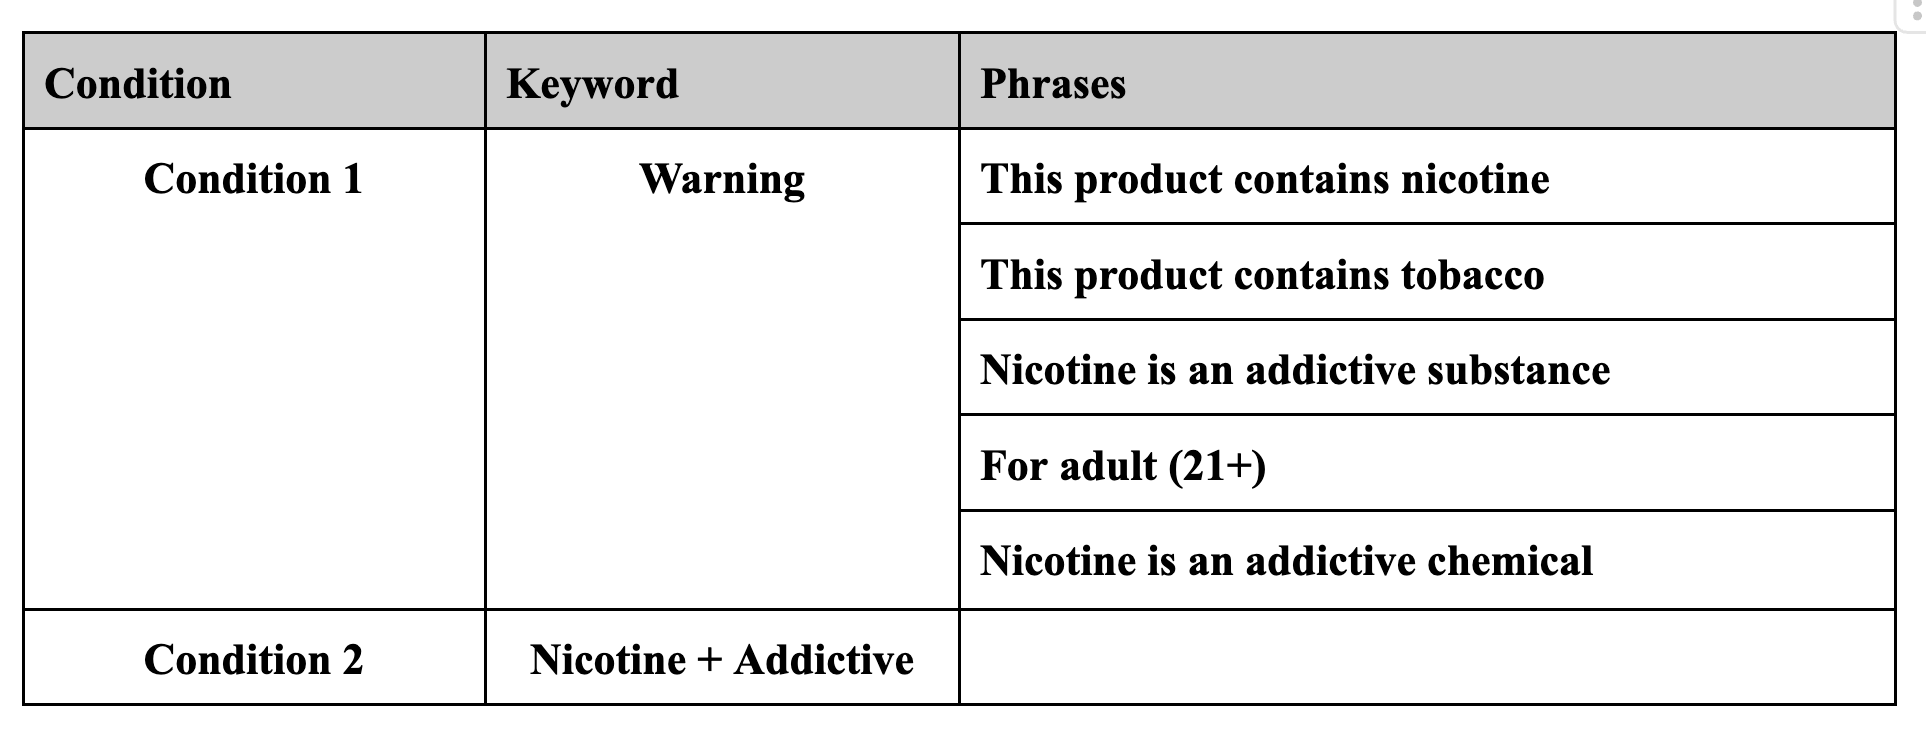 Condition Keyword Phrases
Condition 1 Warning This product contains nicotine
This product contains tobacco
Nicotine is an addictive substance
For adult (21+)
Nicotine is an addictive chemical
Condition 2 Nicotine + Addictive